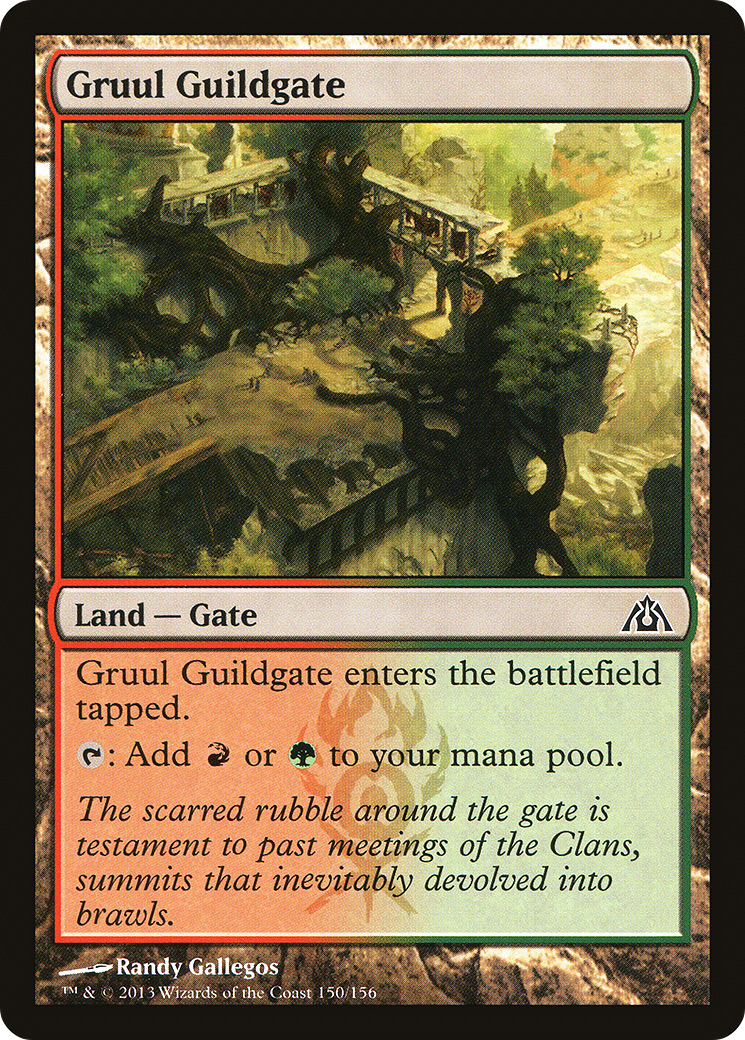 Gruul Guildgate
Land — Gate
Gruul Guildgate enters the battlefield
tapped.
: Add or to your mana pool.
The scarred rubble around the gate is
testament to past meetings of the Clans,
summits that inevitably devolved into
brawls.
Randy Gallegos
™ & © 2013 Wizards of the Coast 150/156